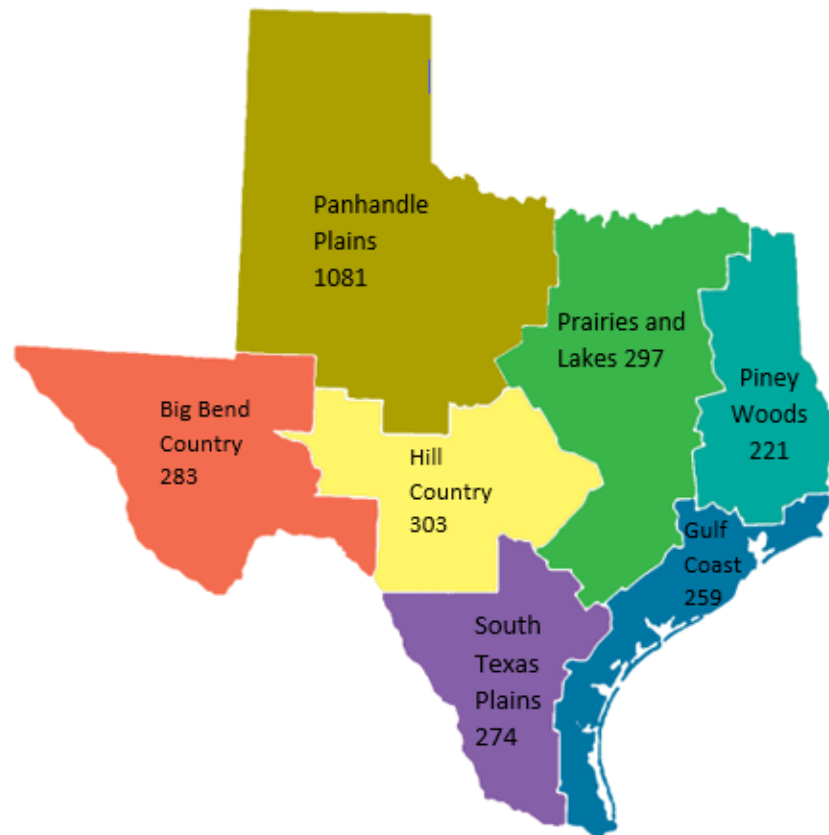 Panhandle
Plains
1081
Prairies and
Lakes 297
Piney
Woods
221
Big Bend
Country
283
Hill
Country
303
Gulf
Coast
259
South
Texas
Plains
274